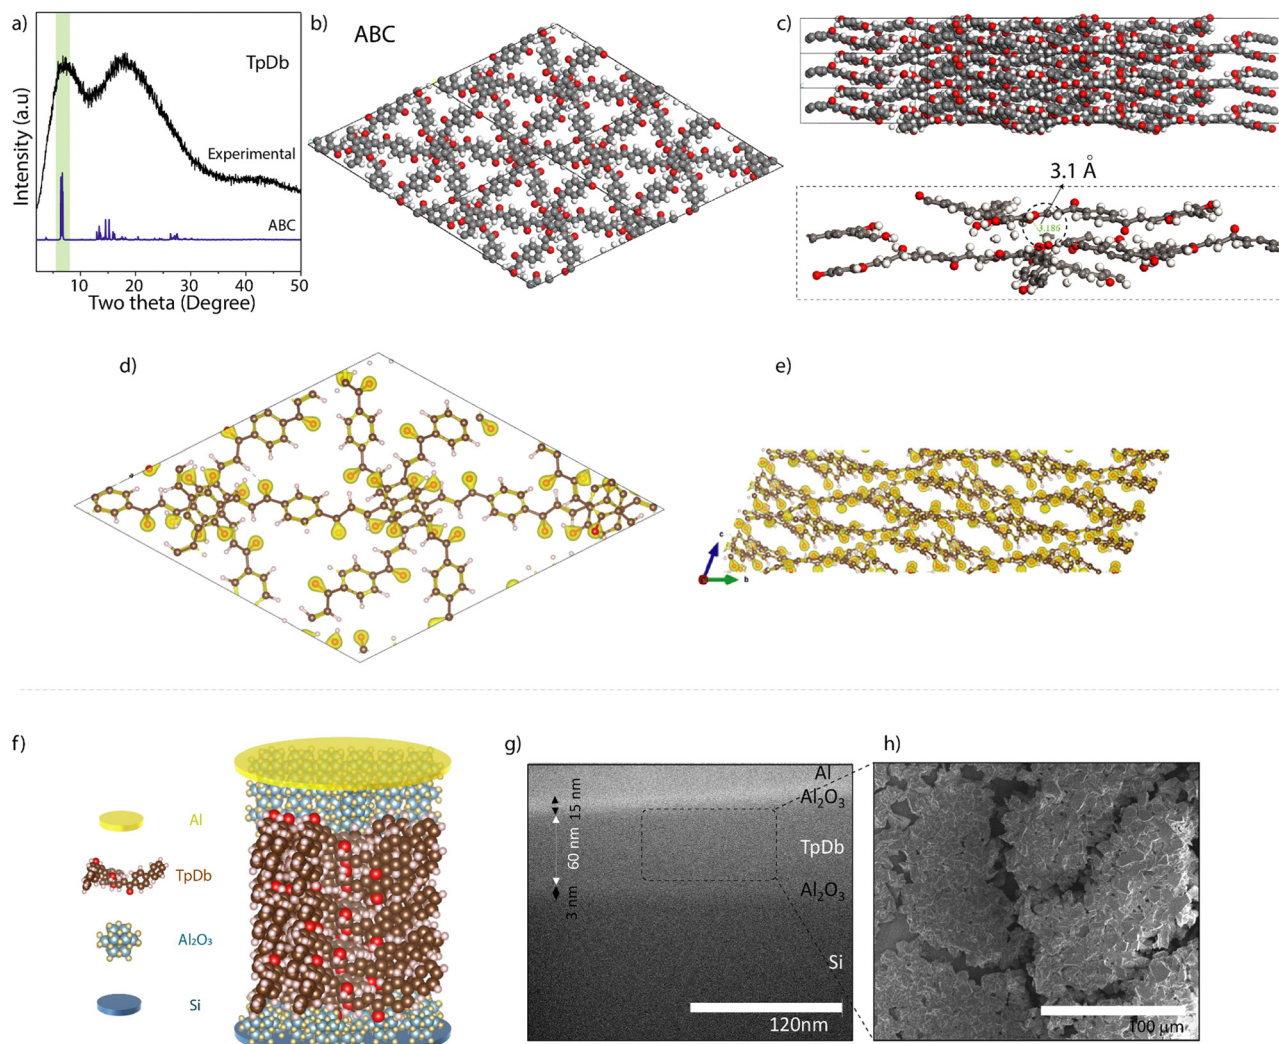 a)
Intensity (a.u)
TpDb
Experimental
ABC
10
20
30
40
50
Two theta (Degree)
b)
ABC
c)
3.1 Å
3.186
d)
e)
c
b
f)
Al
TpDb
Al₂O₃
Si
g)
Al
Al₂O₃
15 nm
TpDb
60 nm
Al₂O₃
3 nm
Si
120nm
h)
100 µm